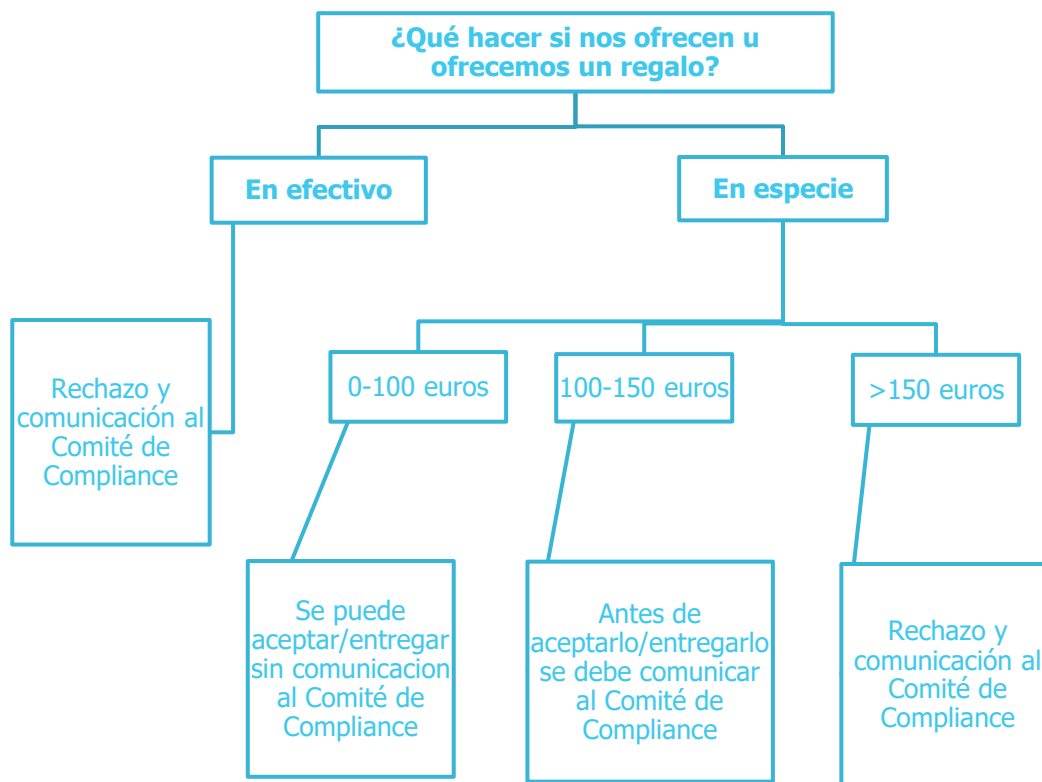 ¿Qué hacer si nos ofrecen u
ofrecemos un regalo?
En efectivo
En especie
Rechazo y
comunicación al
Comité de
Compliance
0-100 euros
100-150 euros
>150 euros
Se puede
aceptar/entregar
sin comunicacion
al Comité de
Compliance
Antes de
aceptarlo/entregarlo
se debe comunicar
al Comité de
Compliance
Rechazo y
comunicación al
Comité de
Compliance